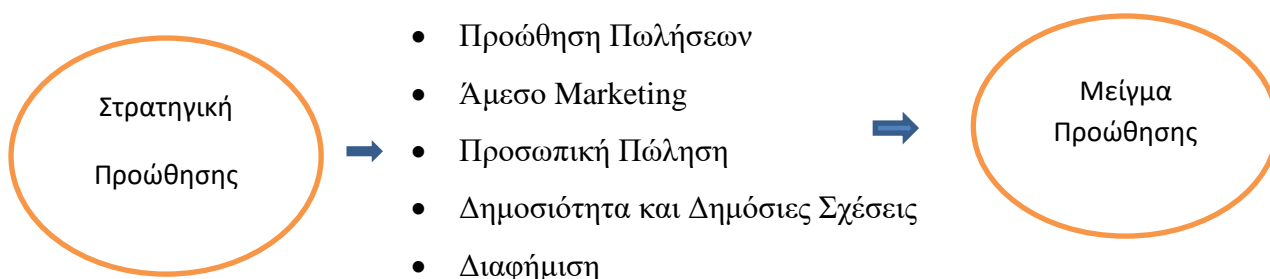 Στρατηγική
Προώθησης
• Προώθηση Πωλήσεων
• Άμεσο Marketing
• Προσωπική Πώληση
• Δημοσιότητα και Δημόσιες Σχέσεις
• Διαφήμιση
Μείγμα
Προώθησης